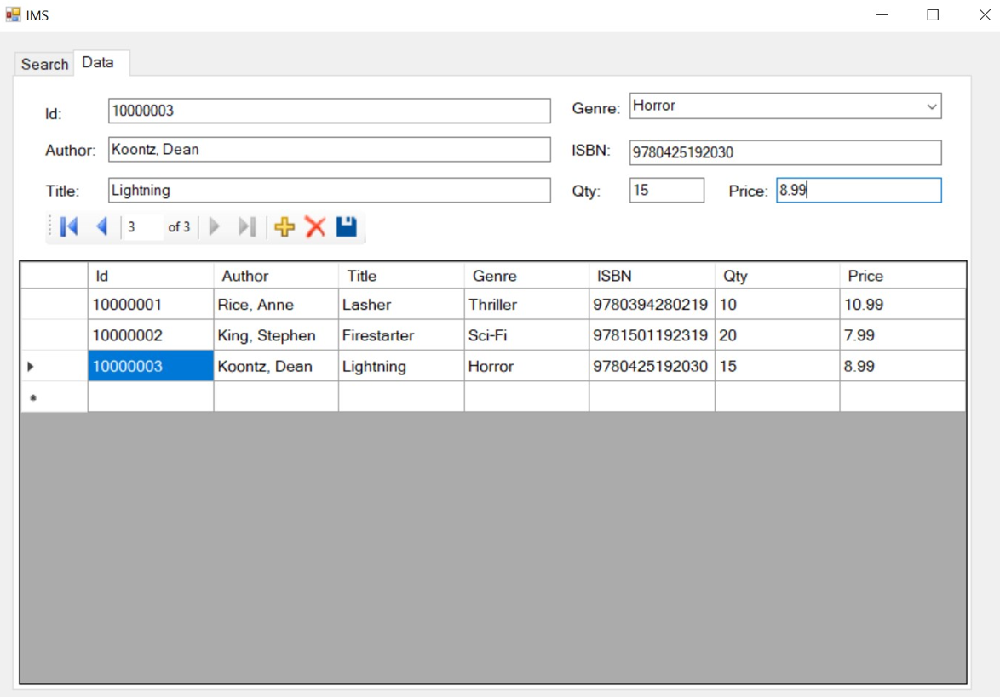 IMS
Search Data
Id: 10000003 Genre: Horror
Author: Koontz, Dean ISBN: 9780425192030
Title: Lightning Qty: 15 Price: 8.99
3 of 3
Id Author Title Genre ISBN Qty Price
10000001 Rice, Anne Lasher Thriller 9780394280219 10 10.99
10000002 King, Stephen Firestarter Sci-Fi 9781501192319 20 7.99
10000003 Koontz, Dean Lightning Horror 9780425192030 15 8.99